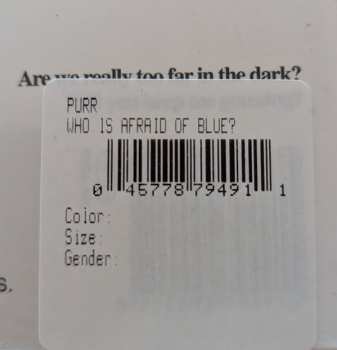 Are we really too far in the dark?
PURR
WHO IS AFRAID OF BLUE?
0 45778 79491 1
Color:
Size:
Gender:
s.